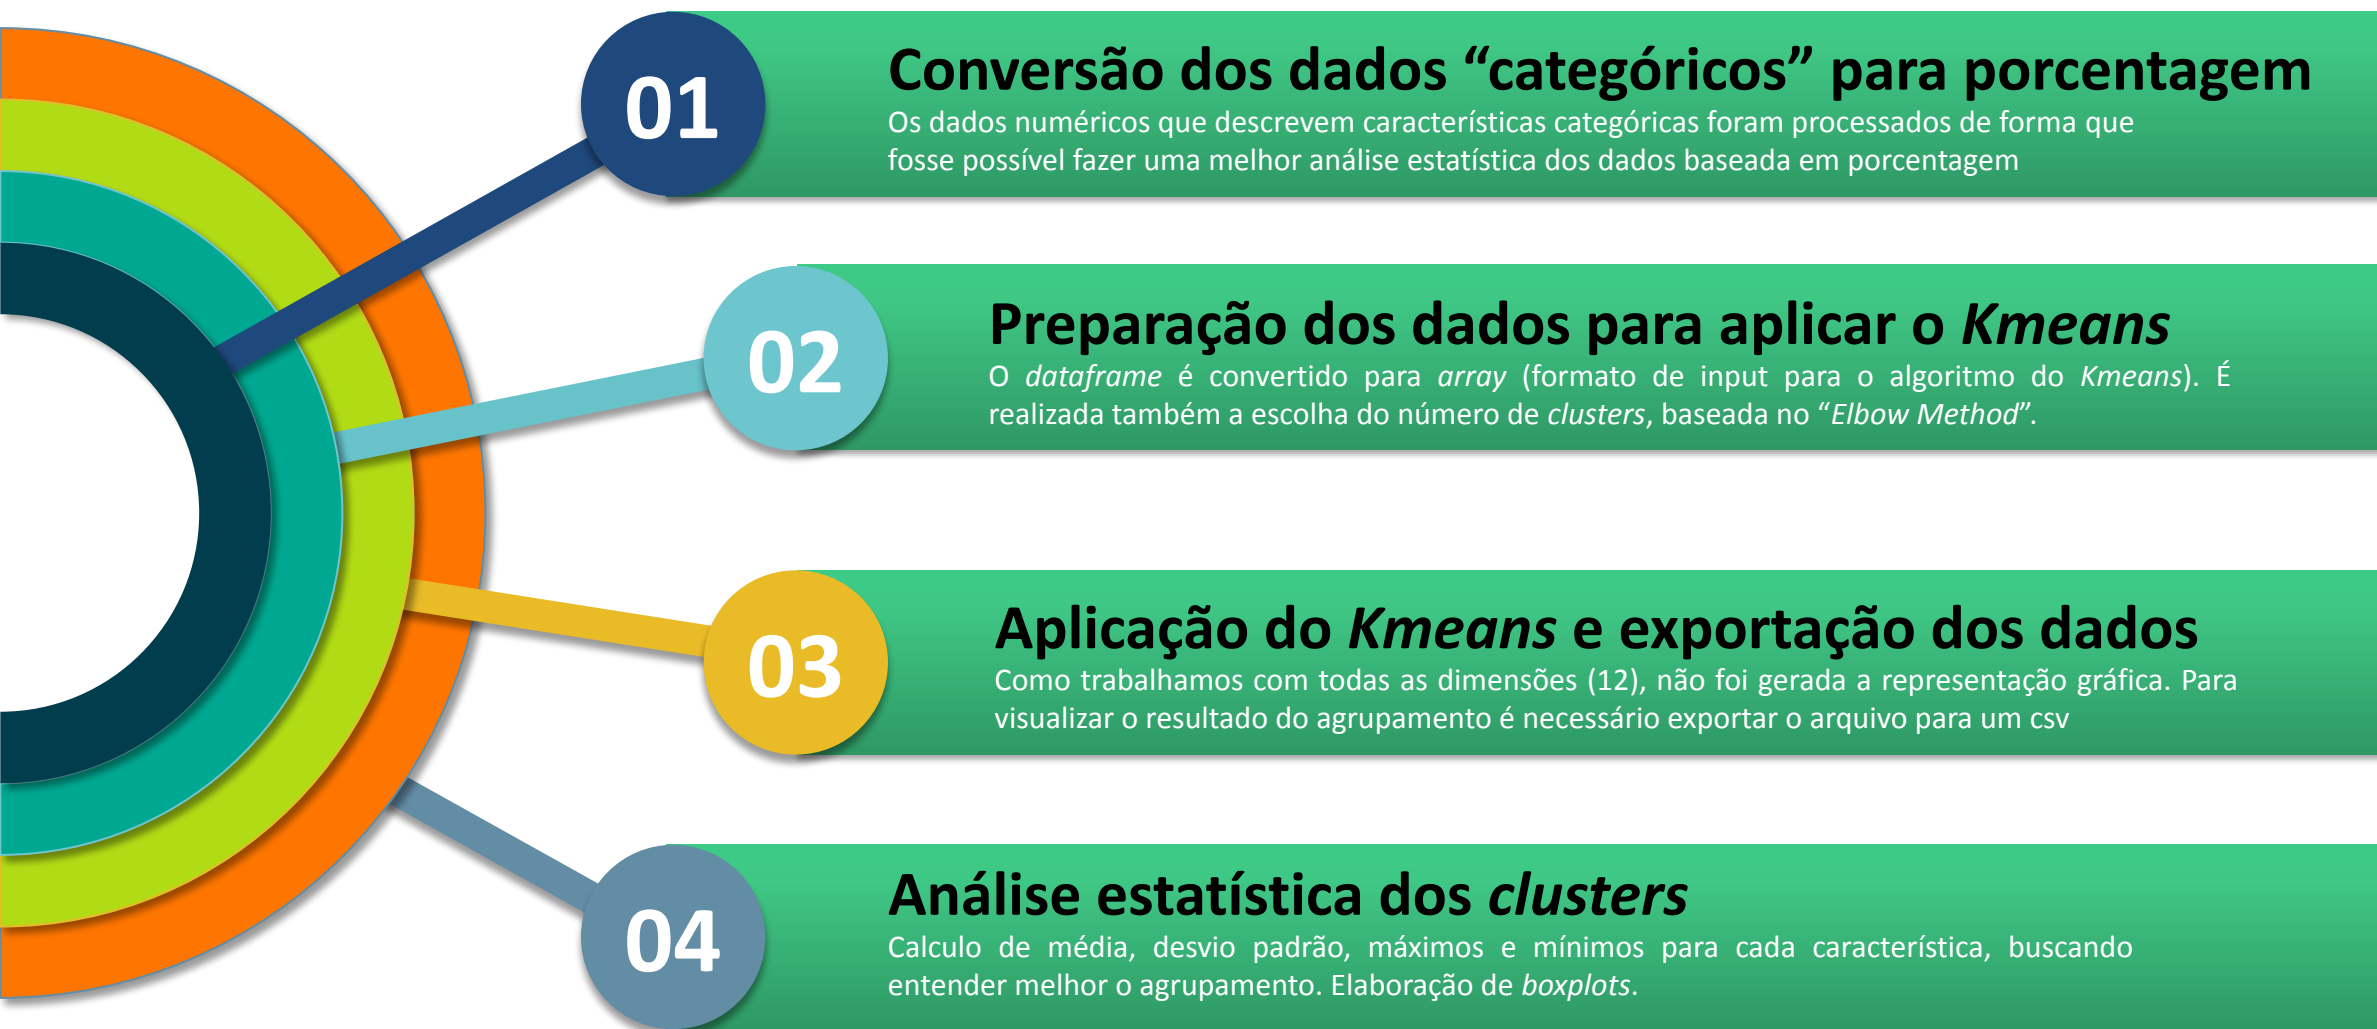 01
Conversão dos dados “categóricos” para porcentagem
Os dados numéricos que descrevem características categóricas foram processados de forma que
fosse possível fazer uma melhor análise estatística dos dados baseada em porcentagem
02
Preparação dos dados para aplicar o Kmeans
O dataframe é convertido para array (formato de input para o algoritmo do Kmeans). É
realizada também a escolha do número de clusters, baseada no “Elbow Method”.
03
Aplicação do Kmeans e exportação dos dados
Como trabalhamos com todas as dimensões (12), não foi gerada a representação gráfica. Para
visualizar o resultado do agrupamento é necessário exportar o arquivo para um csv
04
Análise estatística dos clusters
Calculo de média, desvio padrão, máximos e mínimos para cada característica, buscando
entender melhor o agrupamento. Elaboração de boxplots.